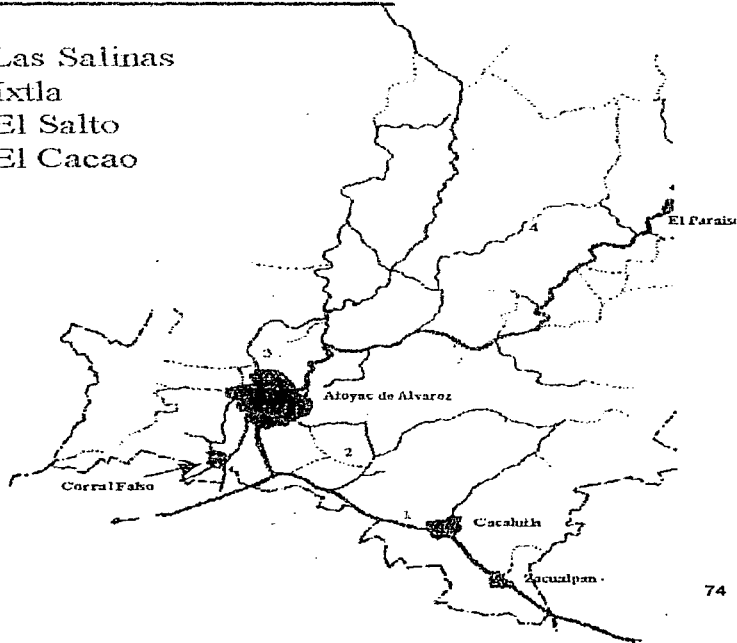 Las Salinas
Ixtla
El Salto
El Cacao
4
El Paraiso
3
Atoyac de Alvarez
2
Corral Falso
1
Cacalutla
Zacualpan
74